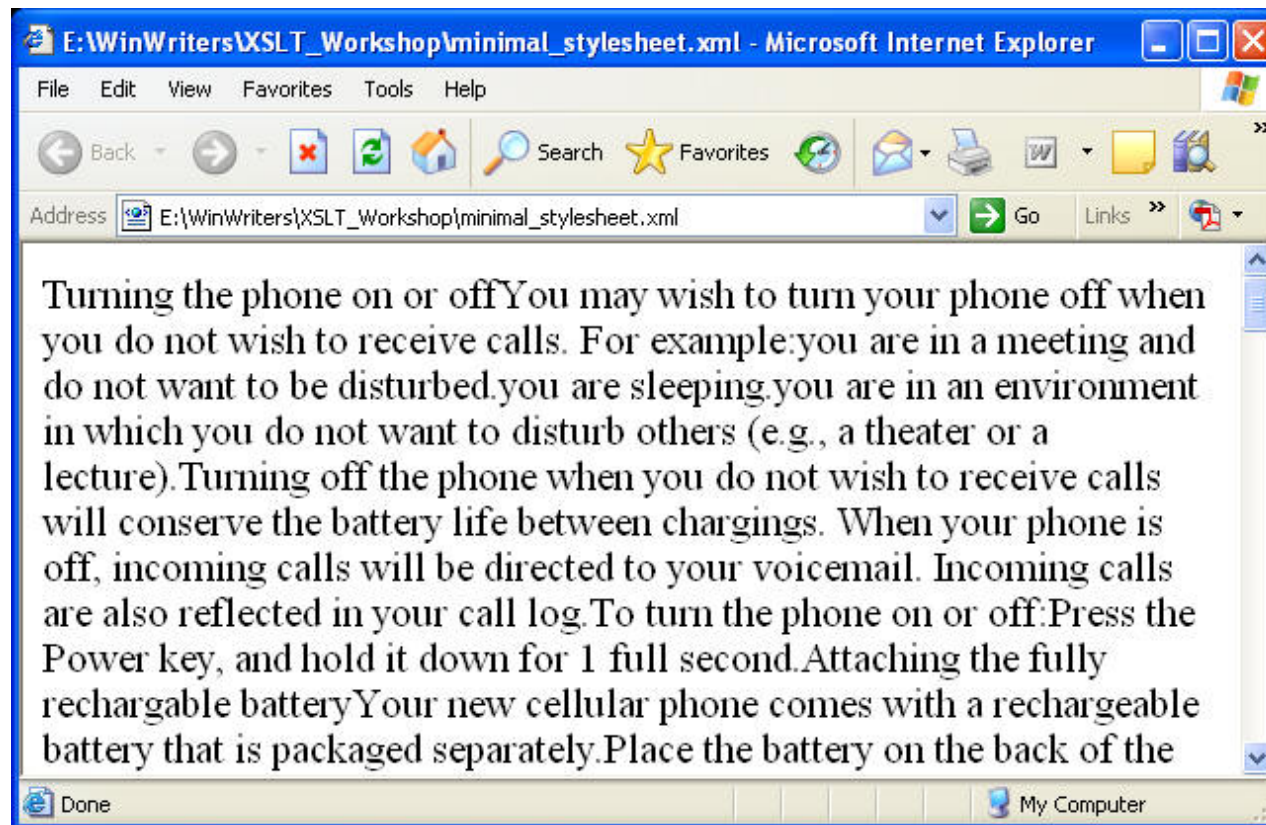 E:\WinWriters\XSLT_Workshop\minimal_stylesheet.xml - Microsoft Internet Explorer
File Edit View Favorites Tools Help
Back Search Favorites W »
Address E:\WinWriters\XSLT_Workshop\minimal_stylesheet.xml Go Links »
Turning the phone on or offYou may wish to turn your phone off when
you do not wish to receive calls. For example:you are in a meeting and
do not want to be disturbed.you are sleeping.you are in an environment
in which you do not want to disturb others (e.g., a theater or a
lecture).Turning off the phone when you do not wish to receive calls
will conserve the battery life between chargings. When your phone is
off, incoming calls will be directed to your voicemail. Incoming calls
are also reflected in your call log.To turn the phone on or off:Press the
Power key, and hold it down for 1 full second.Attaching the fully
rechargable batteryYour new cellular phone comes with a rechargeable
battery that is packaged separately.Place the battery on the back of the
Done My Computer